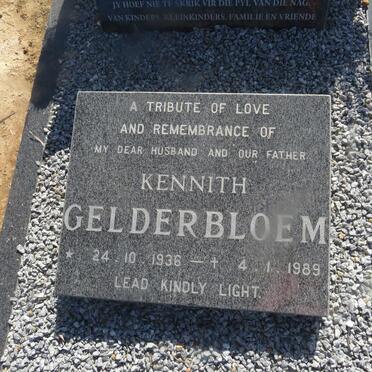 JY HOEF NIE TE SKRIK VIR DIE PYL VAN DIE NAG.
VAN KINDERS, KLEINKINDERS, FAMILIE EN VRIENDE
A TRIBUTE OF LOVE
AND REMEMBRANCE OF
MY DEAR HUSBAND AND OUR FATHER
KENNITH
GELDERBLOEM
* 24.10.1936 — † 4.1.1989
LEAD KINDLY LIGHT.